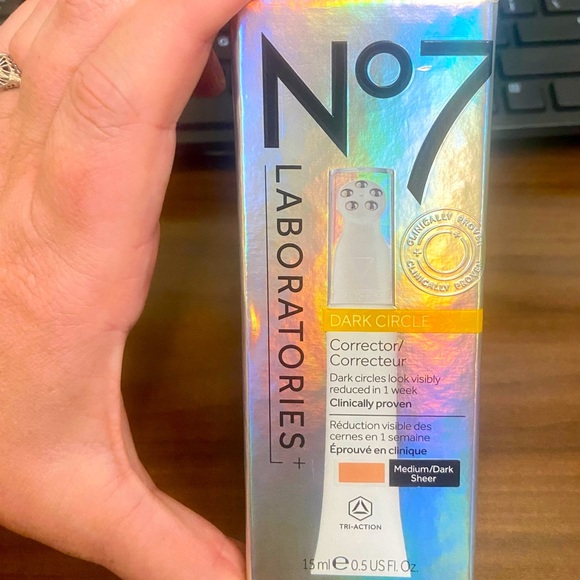 No7
LABORATORIES+
CLINICALLY PROVEN
CLINICALLY PROVEN
DARK CIRCLE
Corrector/
Correcteur
Dark circles look visibly
reduced in 1 week
Clinically proven
Réduction visible des
cernes en 1 semaine
Éprouvé en clinique
Medium/Dark
Sheer
TRI-ACTION
15 ml ℮ 0.5 US Fl. Oz.